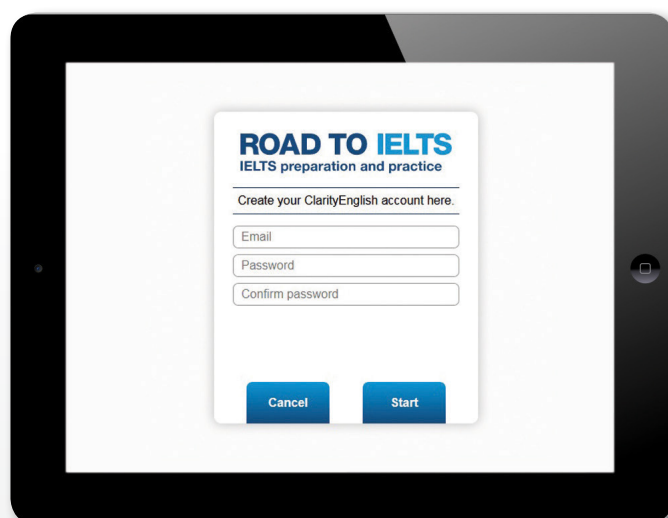 ROAD TO IELTS
IELTS preparation and practice
Create your ClarityEnglish account here.
Email
Password
Confirm password
Cancel
Start